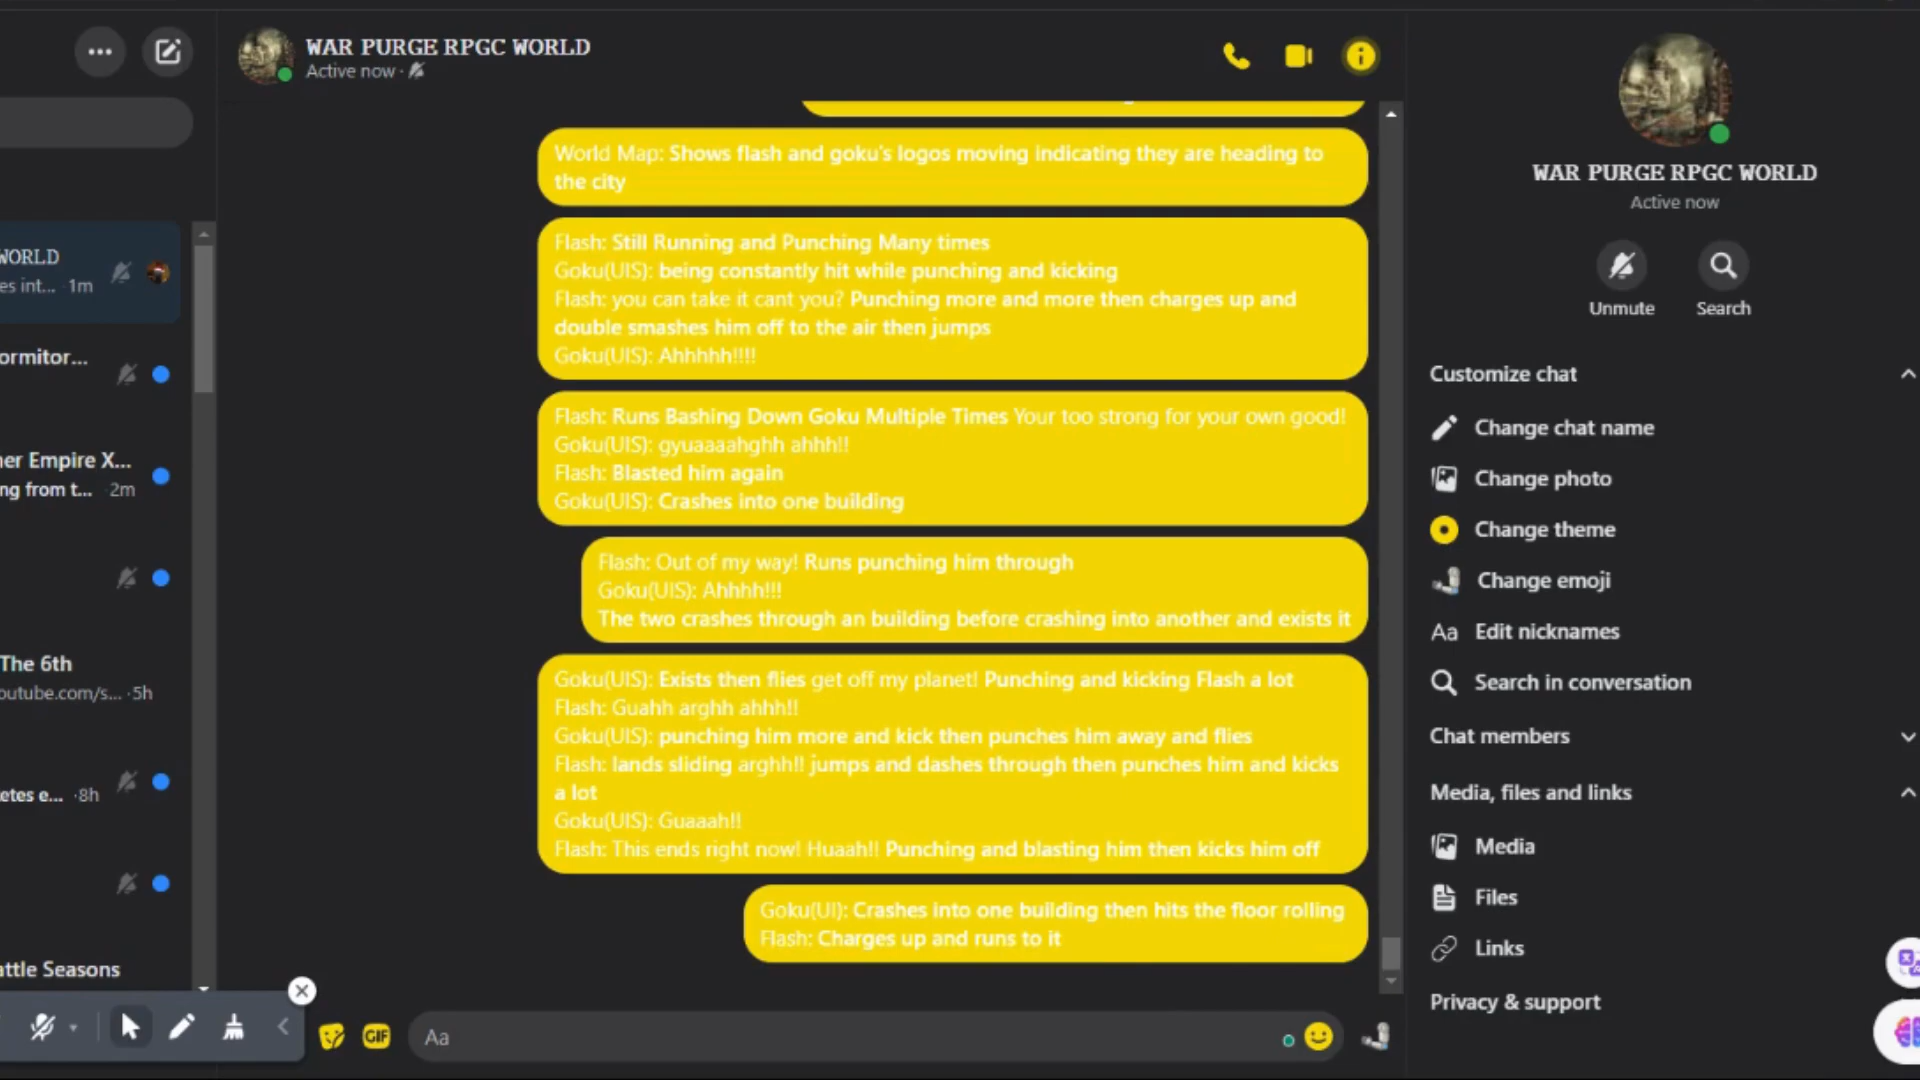 WORLD
es int... · 1m
ormitor...
ner Empire X...
ng from t... · 2m
The 6th
outube.com/s... · 5h
etes e... · 8h
attle Seasons
WAR PURGE RPGC WORLD
Active now ·
World Map: Shows flash and goku's logos moving indicating they are heading to
the city
Flash: Still Running and Punching Many times
Goku(UIS): being constantly hit while punching and kicking
Flash: you can take it cant you? Punching more and more then charges up and
double smashes him off to the air then jumps
Goku(UIS): Ahhhhh!!!!
Flash: Runs Bashing Down Goku Multiple Times Your too strong for your own good!
Goku(UIS): gyuaaaahghh ahhh!!
Flash: Blasted him again
Goku(UIS): Crashes into one building
Flash: Out of my way! Runs punching him through
Goku(UIS): Ahhhh!!!
The two crashes through an building before crashing into another and exists it
Goku(UIS): Exists then flies get off my planet! Punching and kicking Flash a lot
Flash: Guahh arghh ahhh!!
Goku(UIS): punching him more and kick then punches him away and flies
Flash: lands sliding arghh!! jumps and dashes through then punches him and kicks
a lot
Goku(UIS): Guaaah!!
Flash: This ends right now! Huaah!! Punching and blasting him then kicks him off
Goku(UI): Crashes into one building then hits the floor rolling
Flash: Charges up and runs to it
GIF
Aa
WAR PURGE RPGC WORLD
Active now
Unmute
Search
Customize chat
Change chat name
Change photo
Change theme
Change emoji
Aa Edit nicknames
Search in conversation
Chat members
Media, files and links
Media
Files
Links
Privacy & support